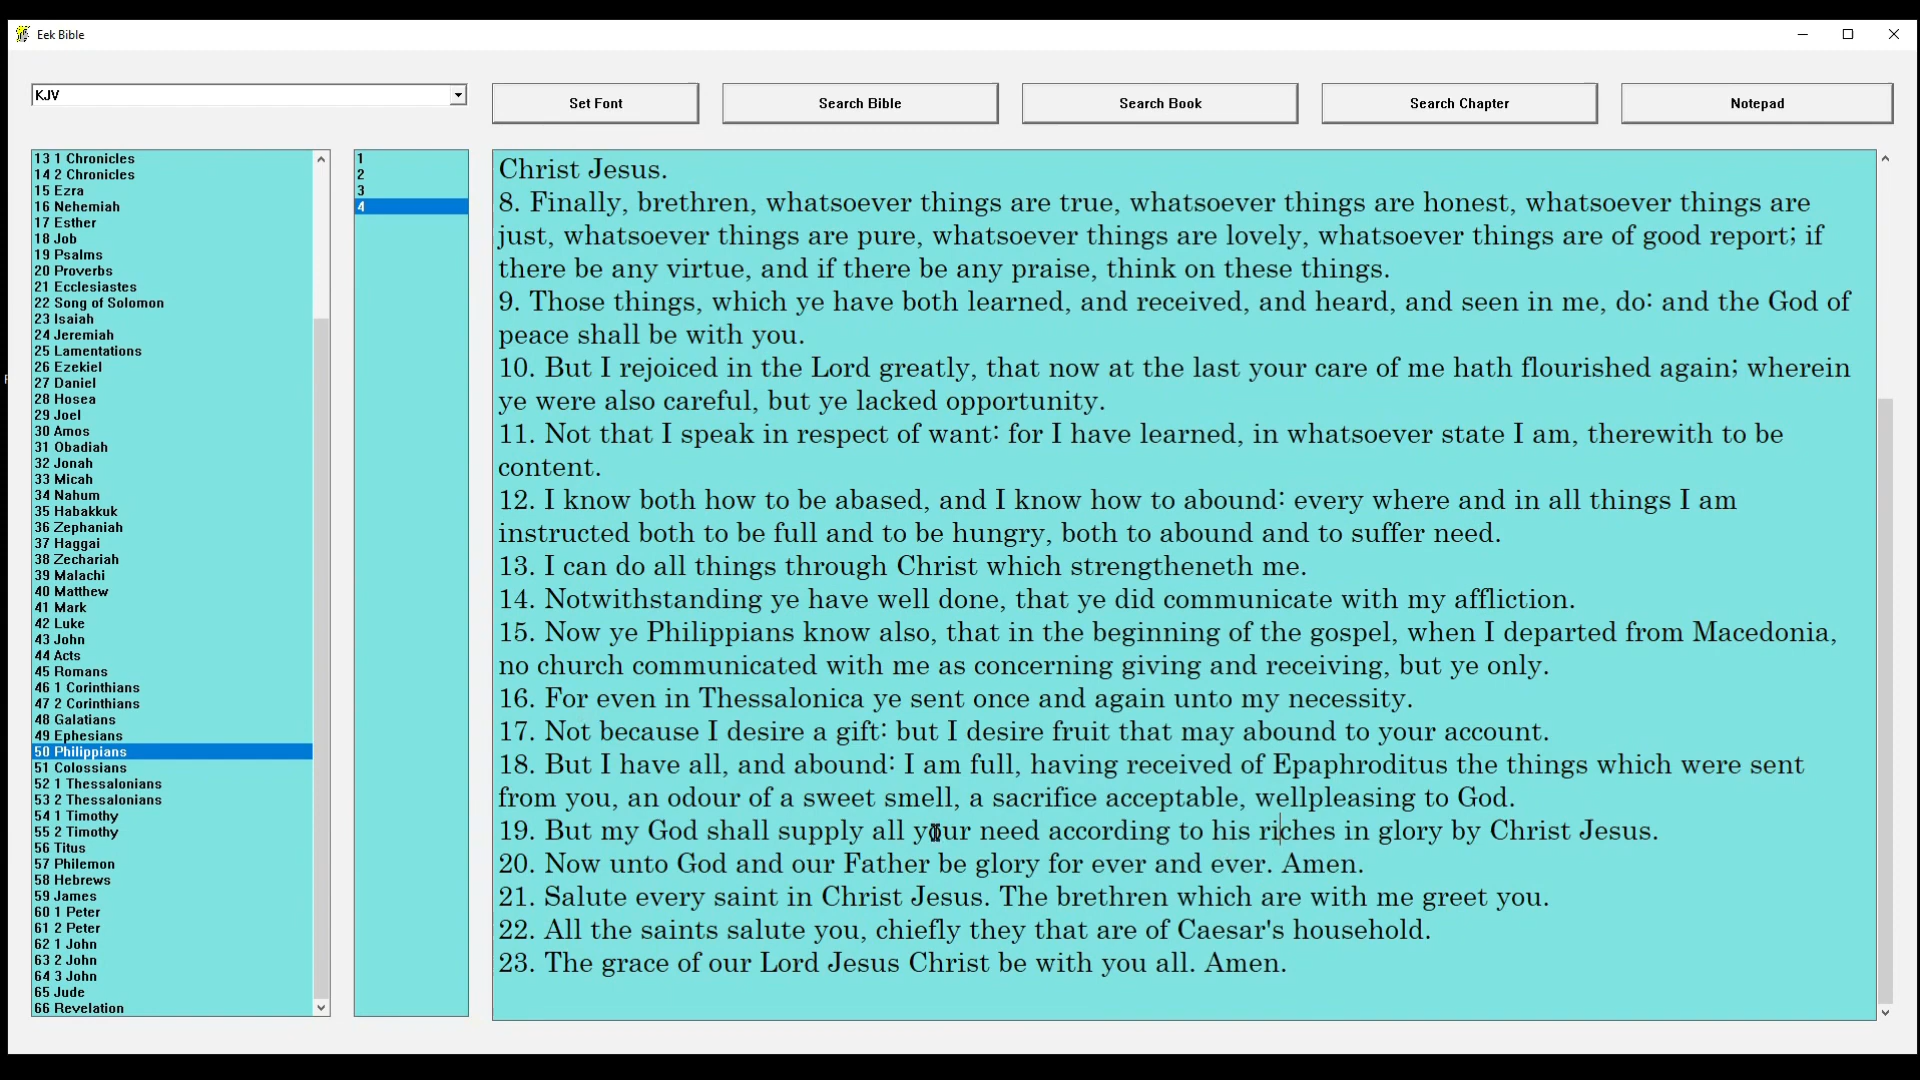 Eek Bible
KJV
Set Font
Search Bible
Search Book
Search Chapter
Notepad
13 1 Chronicles
14 2 Chronicles
15 Ezra
16 Nehemiah
17 Esther
18 Job
19 Psalms
20 Proverbs
21 Ecclesiastes
22 Song of Solomon
23 Isaiah
24 Jeremiah
25 Lamentations
26 Ezekiel
27 Daniel
28 Hosea
29 Joel
30 Amos
31 Obadiah
32 Jonah
33 Micah
34 Nahum
35 Habakkuk
36 Zephaniah
37 Haggai
38 Zechariah
39 Malachi
40 Matthew
41 Mark
42 Luke
43 John
44 Acts
45 Romans
46 1 Corinthians
47 2 Corinthians
48 Galatians
49 Ephesians
50 Philippians
51 Colossians
52 1 Thessalonians
53 2 Thessalonians
54 1 Timothy
55 2 Timothy
56 Titus
57 Philemon
58 Hebrews
59 James
60 1 Peter
61 2 Peter
62 1 John
63 2 John
64 3 John
65 Jude
66 Revelation
1
2
3
4
Christ Jesus.
8. Finally, brethren, whatsoever things are true, whatsoever things are honest, whatsoever things are
just, whatsoever things are pure, whatsoever things are lovely, whatsoever things are of good report; if
there be any virtue, and if there be any praise, think on these things.
9. Those things, which ye have both learned, and received, and heard, and seen in me, do: and the God of
peace shall be with you.
10. But I rejoiced in the Lord greatly, that now at the last your care of me hath flourished again; wherein
ye were also careful, but ye lacked opportunity.
11. Not that I speak in respect of want: for I have learned, in whatsoever state I am, therewith to be
content.
12. I know both how to be abased, and I know how to abound: every where and in all things I am
instructed both to be full and to be hungry, both to abound and to suffer need.
13. I can do all things through Christ which strengtheneth me.
14. Notwithstanding ye have well done, that ye did communicate with my affliction.
15. Now ye Philippians know also, that in the beginning of the gospel, when I departed from Macedonia,
no church communicated with me as concerning giving and receiving, but ye only.
16. For even in Thessalonica ye sent once and again unto my necessity.
17. Not because I desire a gift: but I desire fruit that may abound to your account.
18. But I have all, and abound: I am full, having received of Epaphroditus the things which were sent
from you, an odour of a sweet smell, a sacrifice acceptable, wellpleasing to God.
19. But my God shall supply all your need according to his riches in glory by Christ Jesus.
20. Now unto God and our Father be glory for ever and ever. Amen.
21. Salute every saint in Christ Jesus. The brethren which are with me greet you.
22. All the saints salute you, chiefly they that are of Caesar's household.
23. The grace of our Lord Jesus Christ be with you all. Amen.